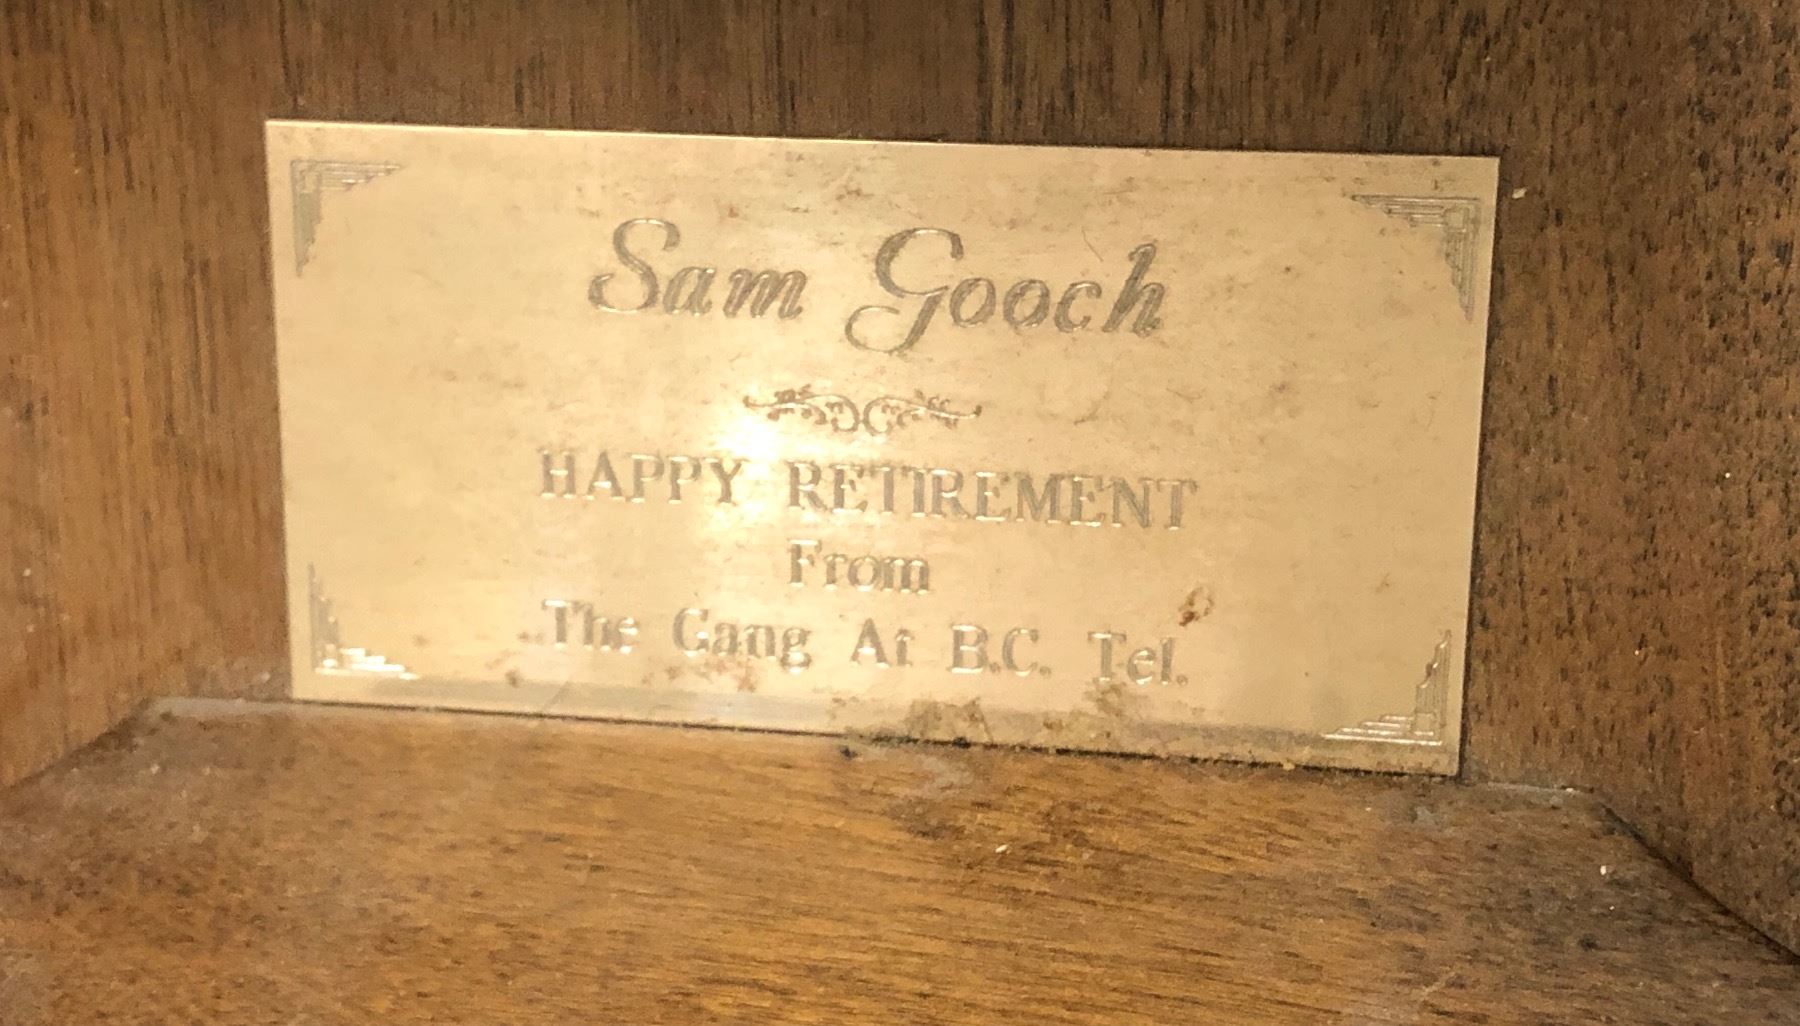 Sam Gooch
HAPPY RETIREMENT
From
The Gang At B.C. Tel.